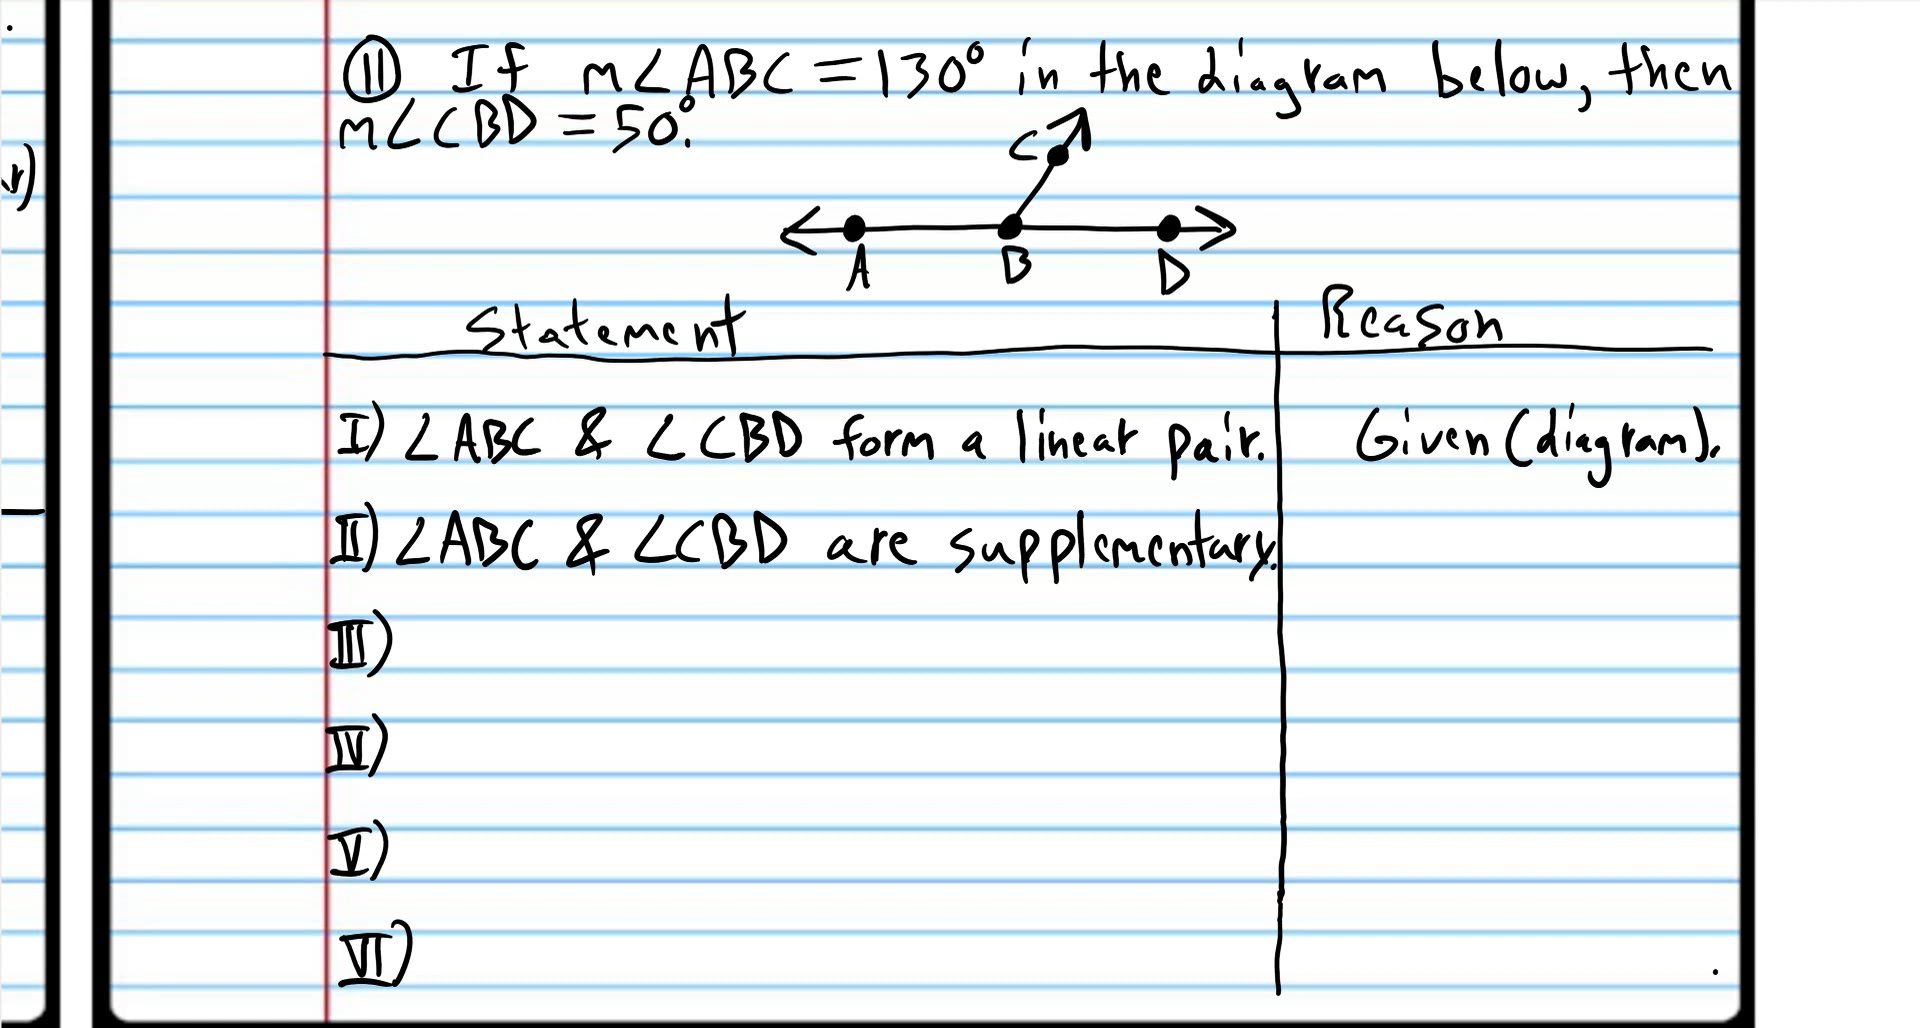 r)
⑪ If m∠ABC = 130° in the diagram below, then
m∠CBD = 50°.
C
A B D
Statement Reason
I) ∠ABC & ∠CBD form a linear pair. Given (diagram).
II) ∠ABC & ∠CBD are supplementary.
III)
IV)
V)
VI)